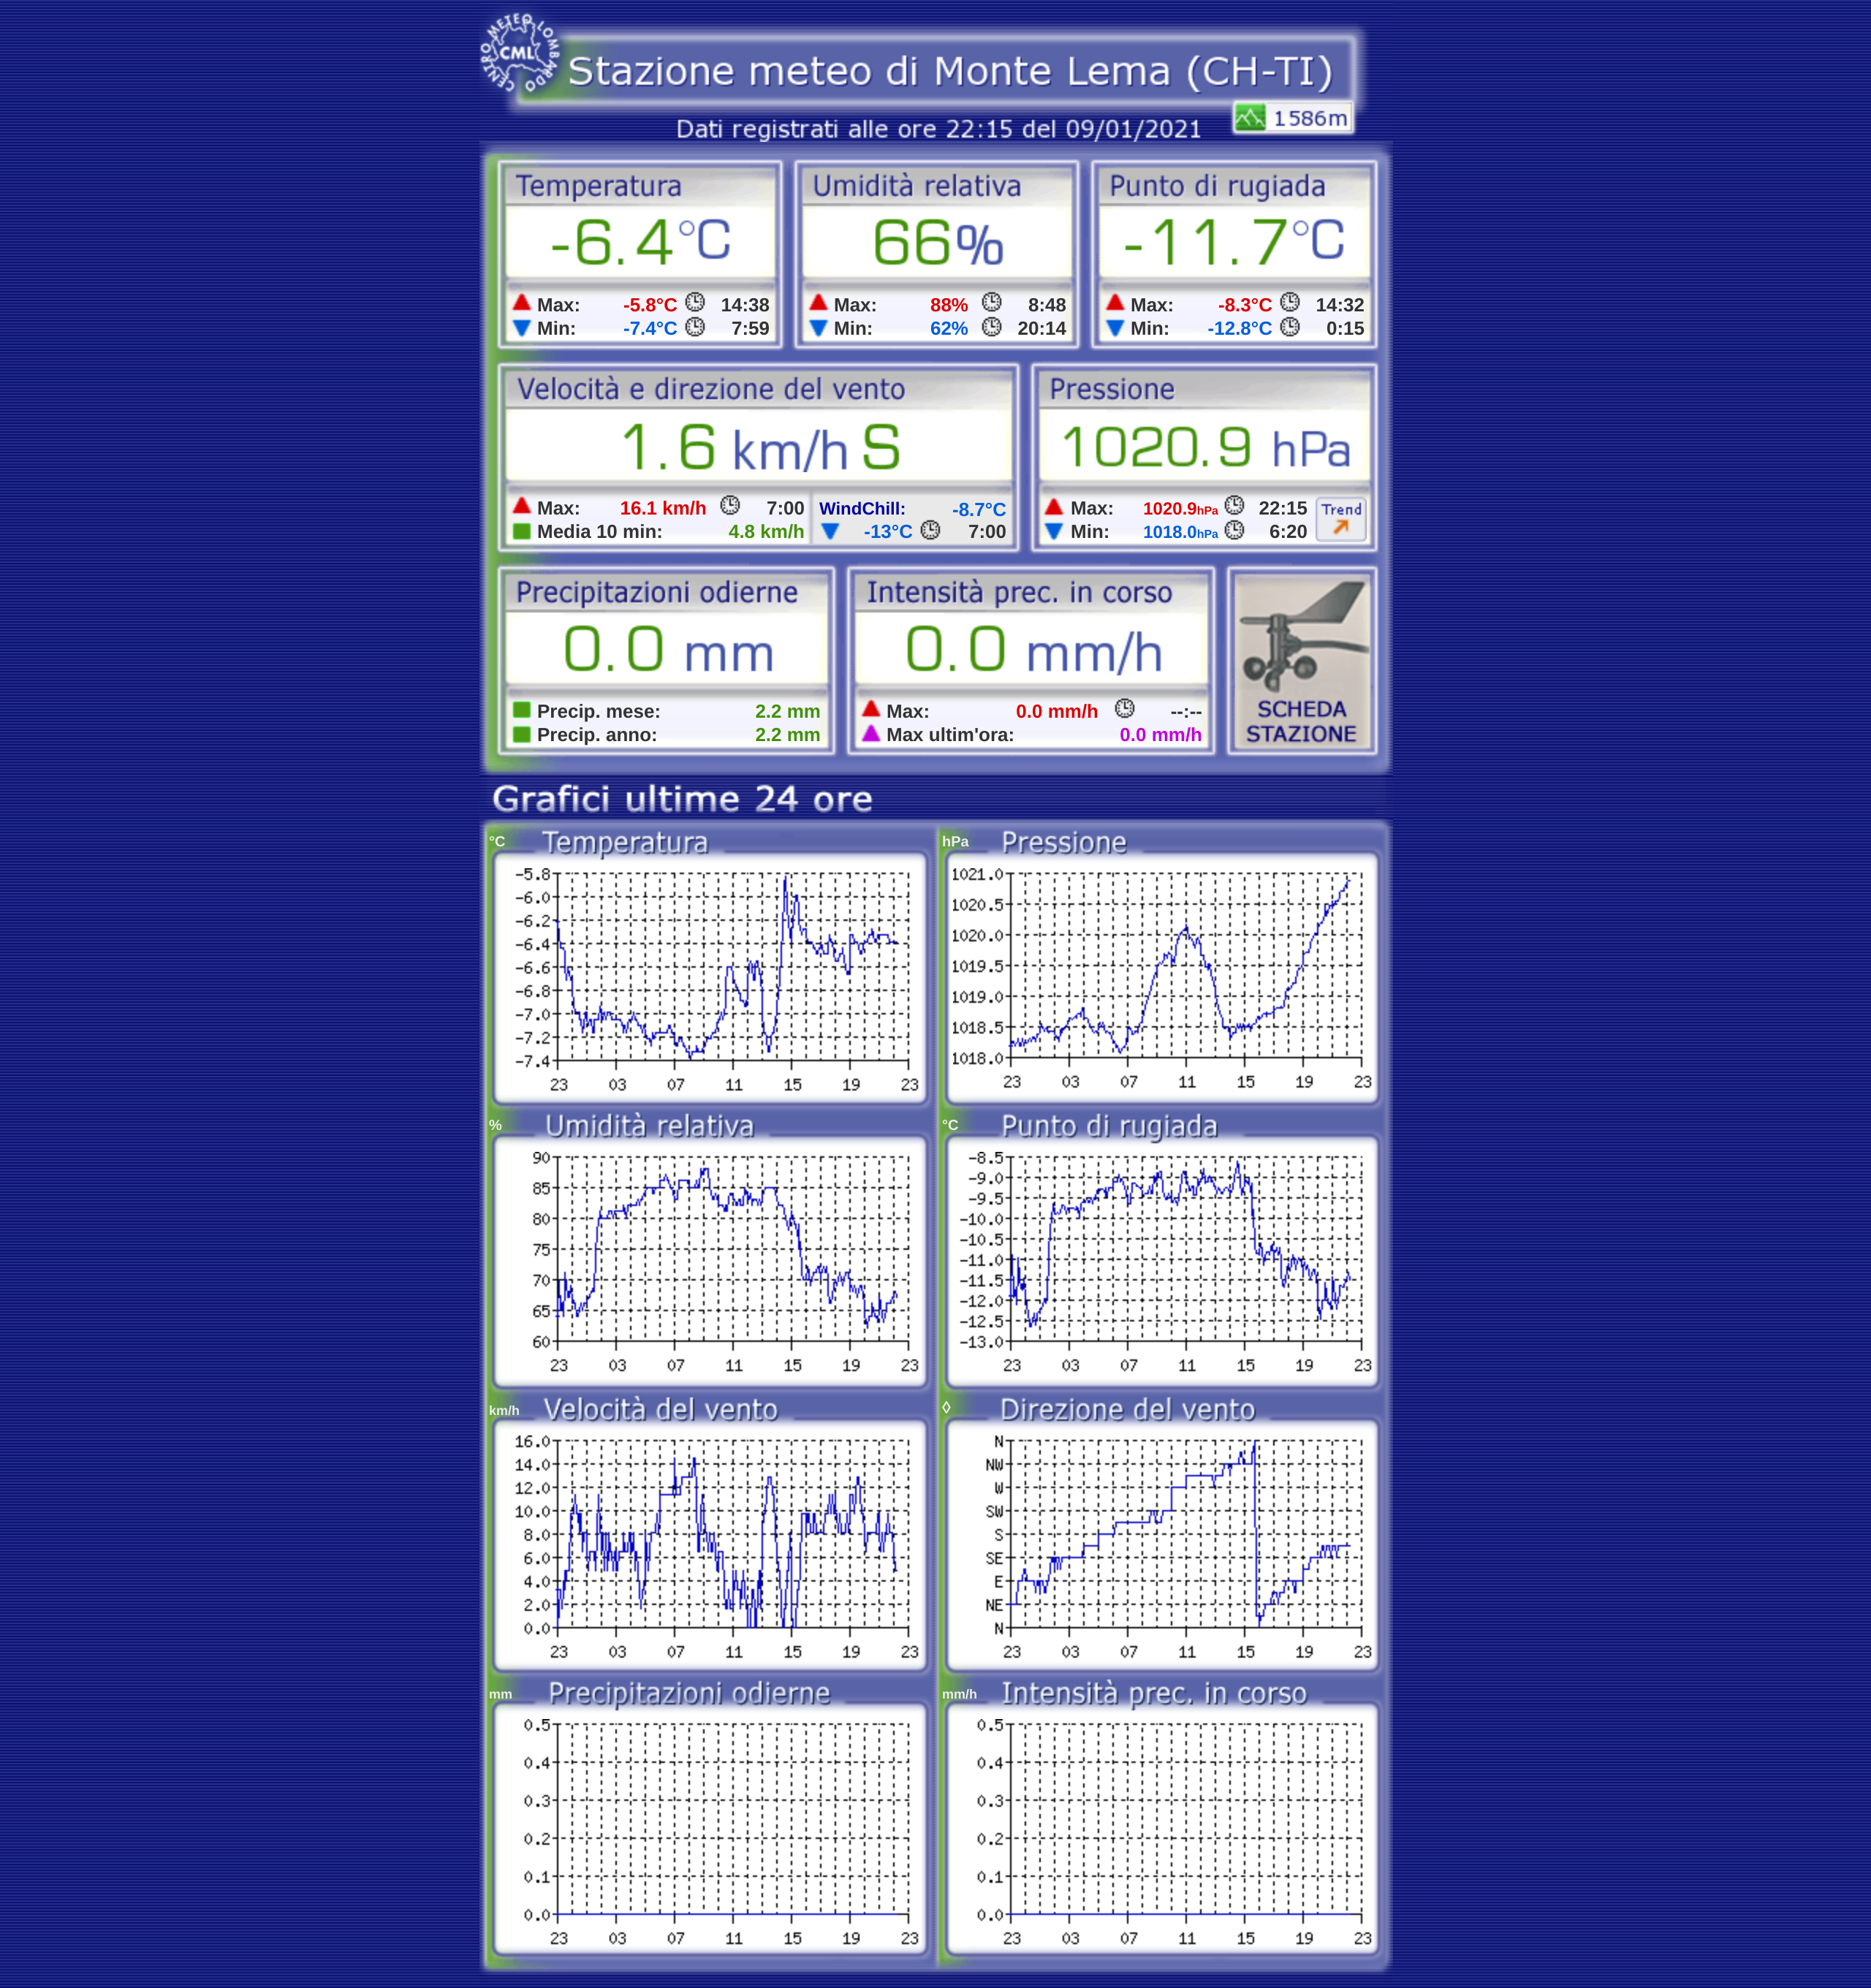 CENTRO METEO LOMBARDO
CML
Stazione meteo di Monte Lema (CH-TI)
1586m
Dati registrati alle ore 22:15 del 09/01/2021
Temperatura
-6.4°C
Max: -5.8°C 14:38
Min: -7.4°C 7:59
Umidità relativa
66%
Max: 88% 8:48
Min: 62% 20:14
Punto di rugiada
-11.7°C
Max: -8.3°C 14:32
Min: -12.8°C 0:15
Velocità e direzione del vento
1.6 km/h S
Max: 16.1 km/h 7:00
Media 10 min: 4.8 km/h
WindChill: -8.7°C
-13°C 7:00
Pressione
1020.9 hPa
Max: 1020.9hPa 22:15
Min: 1018.0hPa 6:20
Trend
Precipitazioni odierne
0.0 mm
Precip. mese: 2.2 mm
Precip. anno: 2.2 mm
Intensità prec. in corso
0.0 mm/h
Max: 0.0 mm/h --:--
Max ultim'ora: 0.0 mm/h
SCHEDA
STAZIONE
Grafici ultime 24 ore
°C Temperatura
-5.8
-6.0
-6.2
-6.4
-6.6
-6.8
-7.0
-7.2
-7.4
23 03 07 11 15 19 23
hPa Pressione
1021.0
1020.5
1020.0
1019.5
1019.0
1018.5
1018.0
23 03 07 11 15 19 23
% Umidità relativa
90
85
80
75
70
65
60
23 03 07 11 15 19 23
°C Punto di rugiada
-8.5
-9.0
-9.5
-10.0
-10.5
-11.0
-11.5
-12.0
-12.5
-13.0
23 03 07 11 15 19 23
km/h Velocità del vento
16.0
14.0
12.0
10.0
8.0
6.0
4.0
2.0
0.0
23 03 07 11 15 19 23
◊ Direzione del vento
N
NW
W
SW
S
SE
E
NE
N
23 03 07 11 15 19 23
mm Precipitazioni odierne
0.5
0.4
0.3
0.2
0.1
0.0
23 03 07 11 15 19 23
mm/h Intensità prec. in corso
0.5
0.4
0.3
0.2
0.1
0.0
23 03 07 11 15 19 23